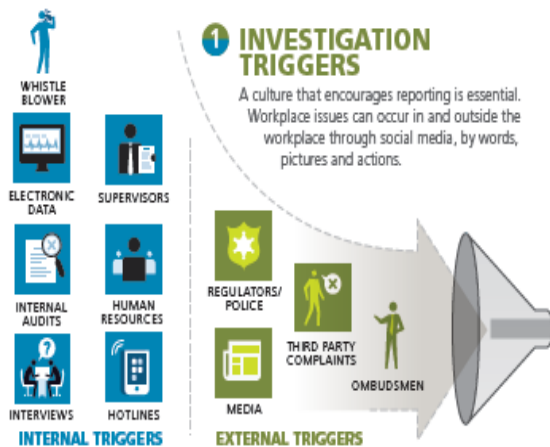 1 INVESTIGATION
TRIGGERS
A culture that encourages reporting is essential.
Workplace issues can occur in and outside the
workplace through social media, by words,
pictures and actions.
WHISTLE
BLOWER
ELECTRONIC
DATA
SUPERVISORS
INTERNAL
AUDITS
HUMAN
RESOURCES
INTERVIEWS
HOTLINES
INTERNAL TRIGGERS
REGULATORS/
POLICE
THIRD PARTY
COMPLAINTS
OMBUDSMEN
MEDIA
EXTERNAL TRIGGERS
?